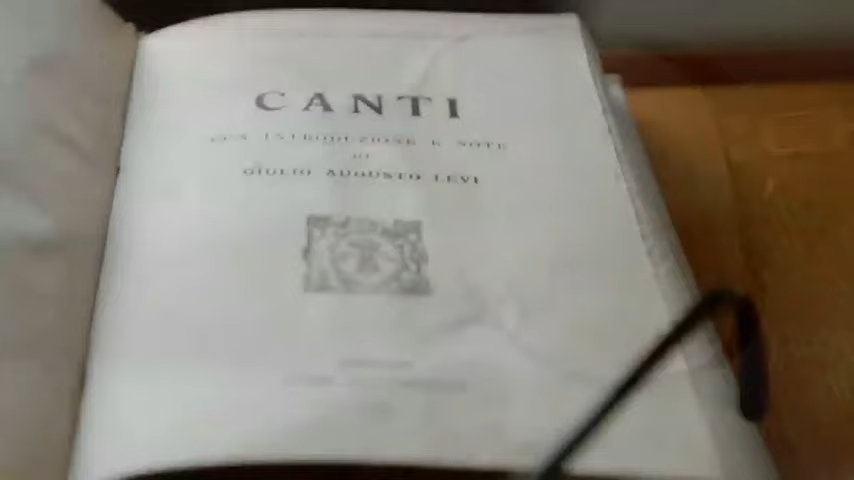 CANTI
CON INTRODUZIONE E NOTE
DI
GIULIO AUGUSTO LEVI